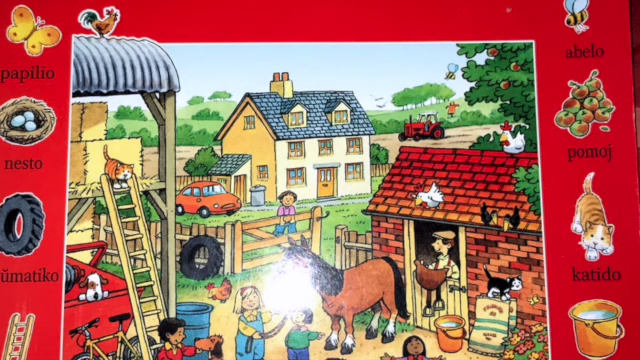 papilio
nesto
ŭmatiko
abelo
pomoj
katido